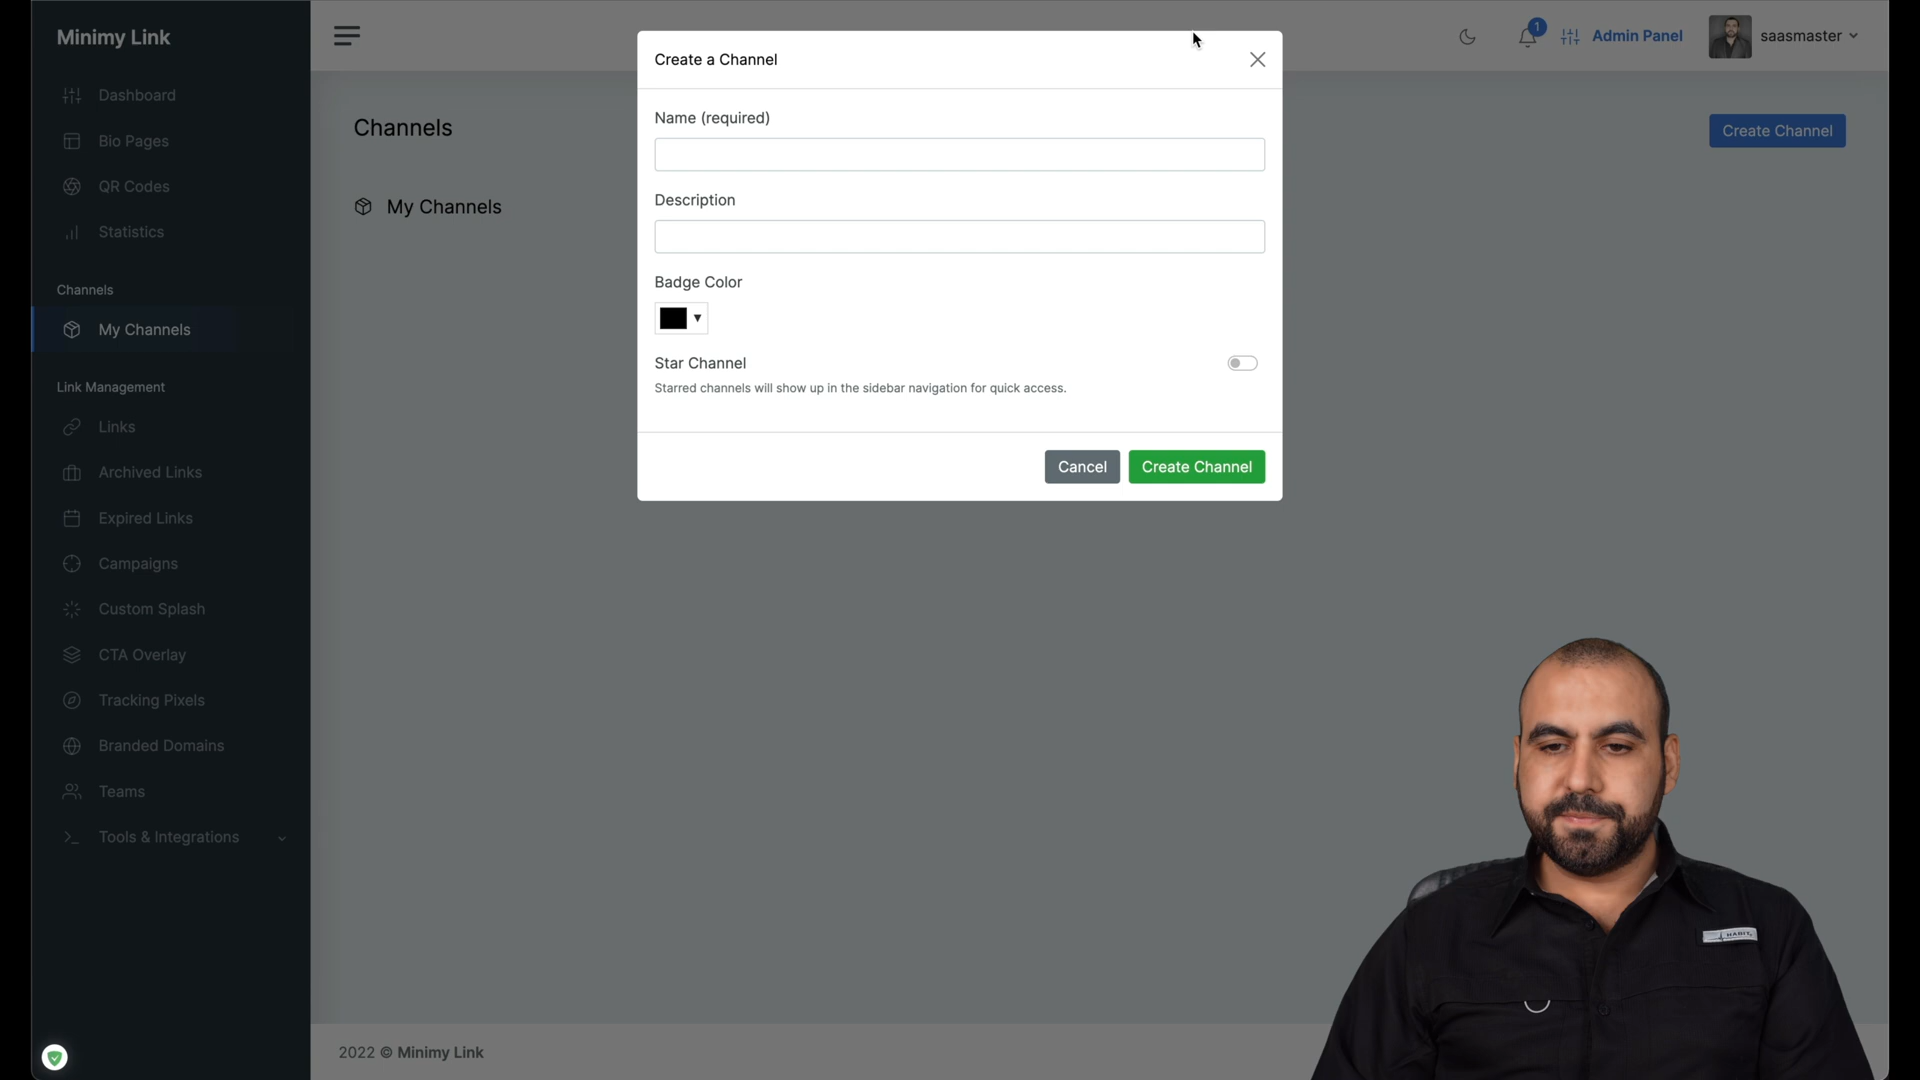 Minimy Link
Dashboard
Bio Pages
QR Codes
Statistics
Channels
My Channels
Link Management
Links
Archived Links
Expired Links
Campaigns
Custom Splash
CTA Overlay
Tracking Pixels
Branded Domains
Teams
Tools & Integrations
1
Admin Panel
saasmaster
Channels
Create Channel
My Channels
Create a Channel
Name (required)
Description
Badge Color
Star Channel
Starred channels will show up in the sidebar navigation for quick access.
Cancel
Create Channel
HABIT
2022 © Minimy Link